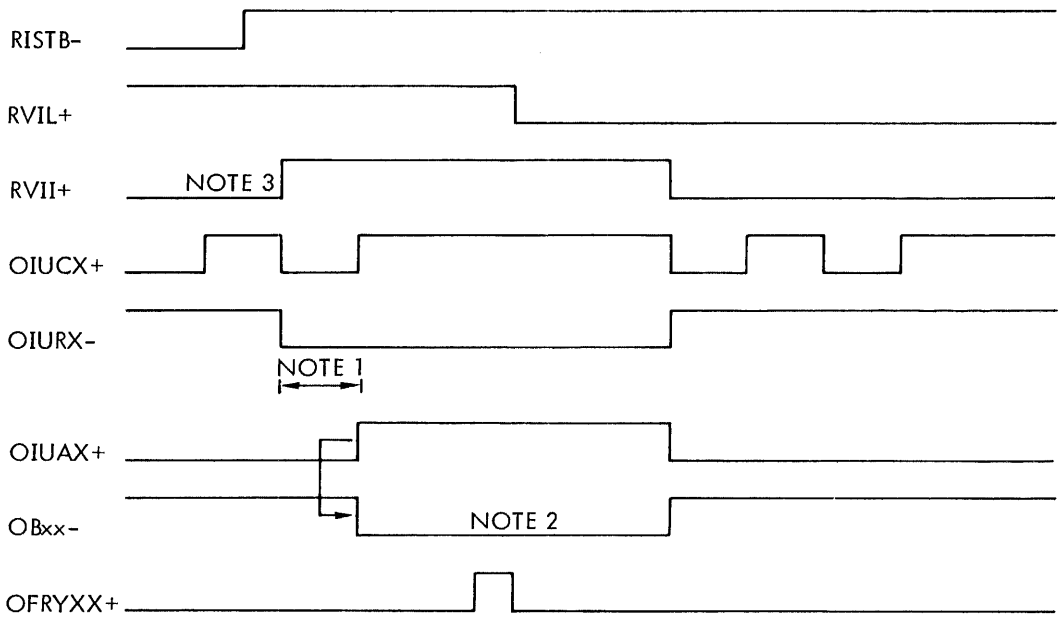 RISTB-
RVIL+
RVII+ NOTE 3
OIUCX+
OIURX-
NOTE 1
OIUAX+
OBxx- NOTE 2
OFRYXX+